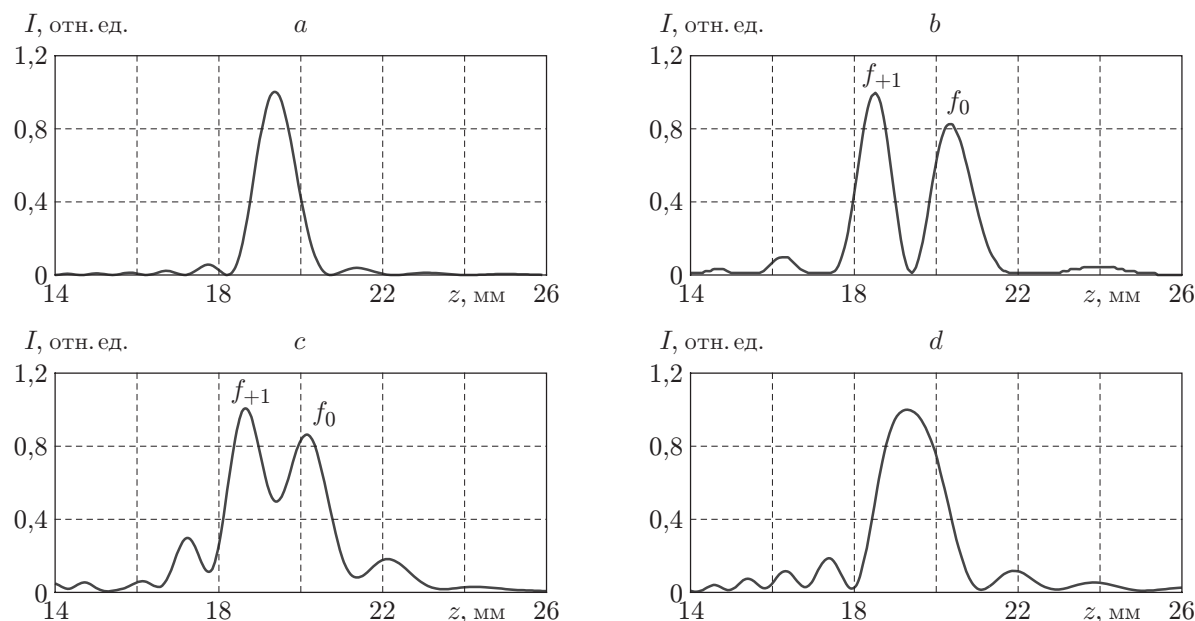 I, отн. ед. a
1,2
0,8
0,4
0
14 18 22 z, мм 26
I, отн. ед. b
1,2
f+1
f0
0,8
0,4
0
14 18 22 z, мм 26
I, отн. ед. c
1,2
f+1
f0
0,8
0,4
0
14 18 22 z, мм 26
I, отн. ед. d
1,2
0,8
0,4
0
14 18 22 z, мм 26